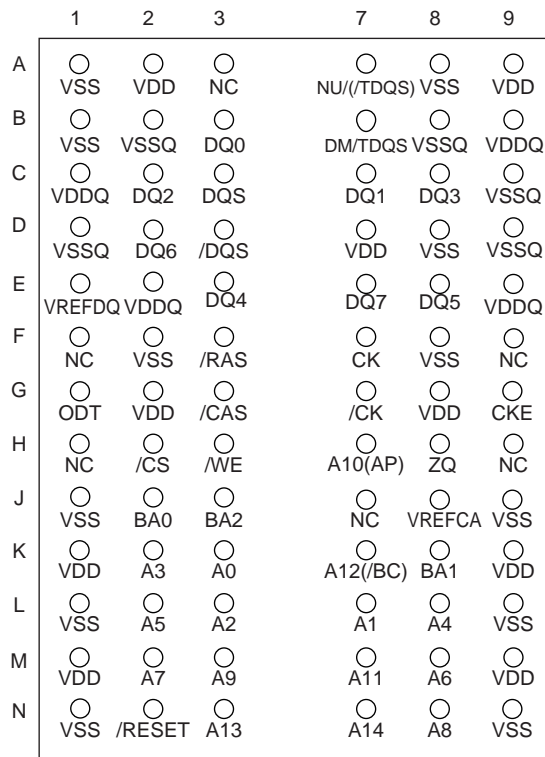 1 2 3 7 8 9
A
VSS VDD NC NU/(/TDQS) VSS VDD
B
VSS VSSQ DQ0 DM/TDQS VSSQ VDDQ
C
VDDQ DQ2 DQS DQ1 DQ3 VSSQ
D
VSSQ DQ6 /DQS VDD VSS VSSQ
E
VREFDQ VDDQ DQ4 DQ7 DQ5 VDDQ
F
NC VSS /RAS CK VSS NC
G
ODT VDD /CAS /CK VDD CKE
H
NC /CS /WE A10(AP) ZQ NC
J
VSS BA0 BA2 NC VREFCA VSS
K
VDD A3 A0 A12(/BC) BA1 VDD
L
VSS A5 A2 A1 A4 VSS
M
VDD A7 A9 A11 A6 VDD
N
VSS /RESET A13 A14 A8 VSS